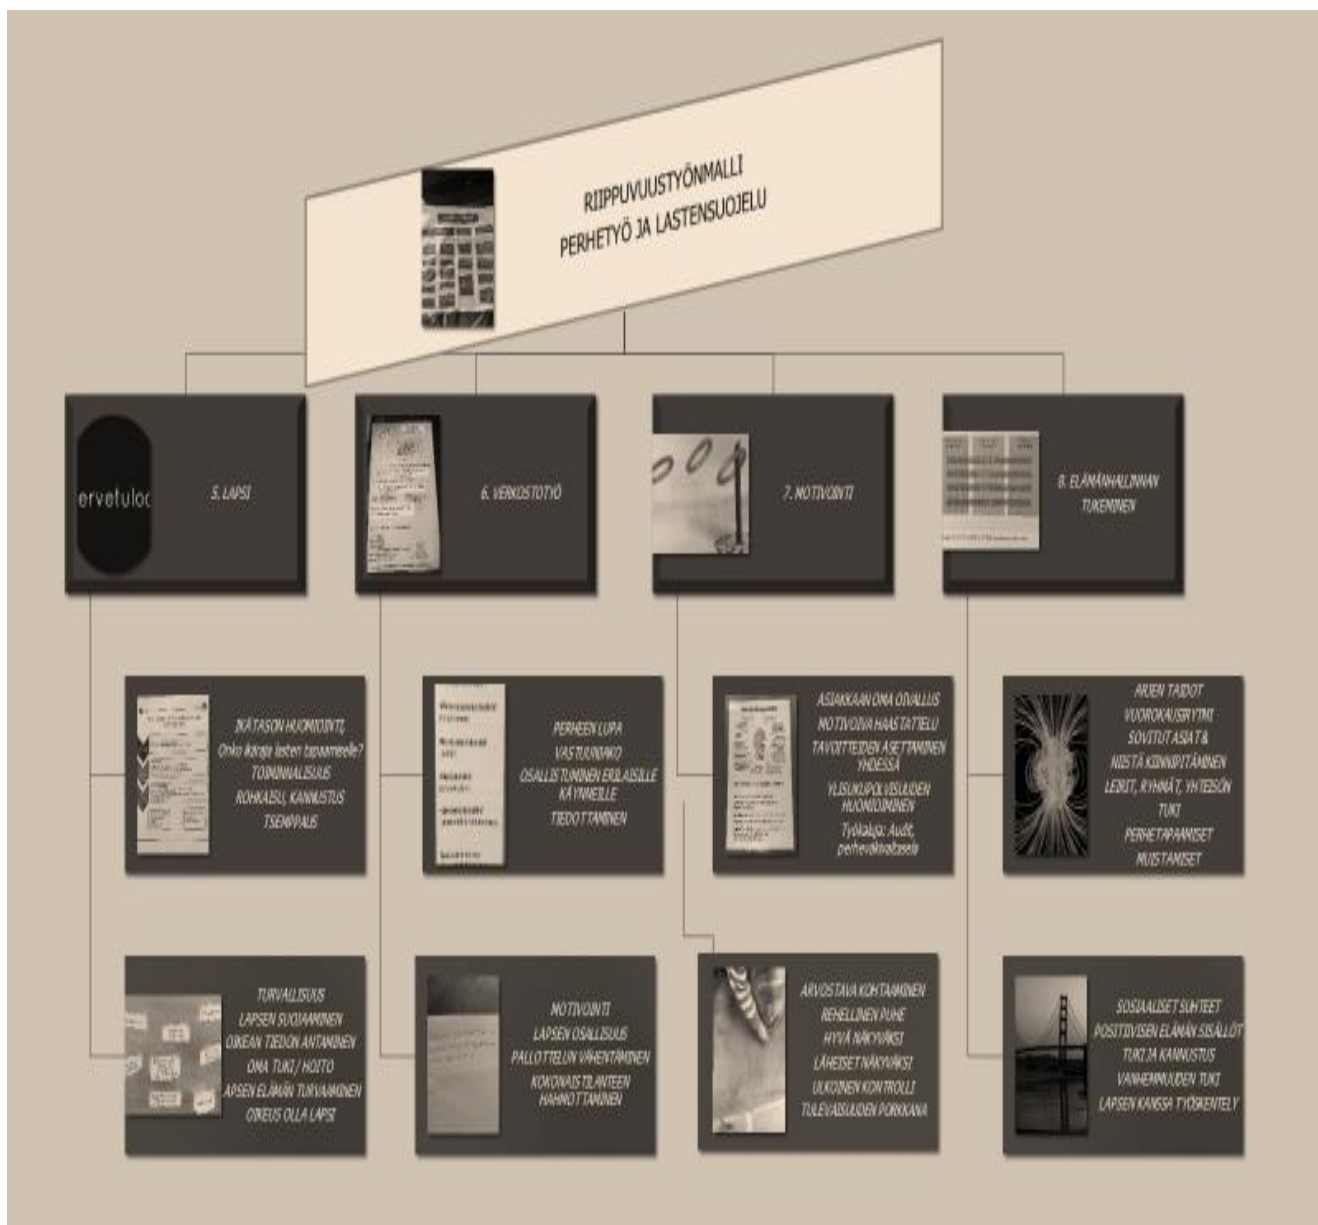 RIIPPUVUUSTYÖNMALLI
PERHETYÖ JA LASTENSUOJELU
ervetuloc
5. LAPSI
6. VERKOSTOTYÖ
7. MOTIVOINTI
8. ELÄMÄNHALLINNAN
TUKEMINEN
IKÄTASON HUOMIOINTI,
Onko ikäraja lasten tapaamiselle?
TOIMINNALLISUUS
ROHKAISU, KANNUSTUS
TSEMPPAUS
PERHEEN LUPA
VASTUUNJAKO
OSALLISTUMINEN ERILAISILLE
KÄYNNEILLE
TIEDOTTAMINEN
ASIAKKAAN OMA OIVALLUS
MOTIVOIVA HAASTATTELU
TAVOITTEIDEN ASETTAMINEN
YHDESSÄ
YLISUKUPOLVISUUDEN
HUOMIOIMINEN
Työkaluja: Audit,
ARJEN TAIDOT
VUOROKAUSIRYTMI
SOVITUT ASIAT &
NIISTÄ KIINNIPITÄMINEN
LEIRIT, RYHMÄT, YHTEISÖN
TUKI
PERHETAPAAMISET
MUISTAMISET
TURVALLISUUS
LAPSEN SUOJAAMINEN
OIKEAN TIEDON ANTAMINEN
OMA TUKI / HOITO
LAPSEN ELÄMÄN TURVAAMINEN
OIKEUS OLLA LAPSI
MOTIVOINTI
LAPSEN OSALLISUUS
PALLOTTELUN VÄHENTÄMINEN
KOKONAISTILANTEEN
HAHMOTTAMINEN
ARVOSTAVA KOHTAAMINEN
REHELLINEN PUHE
HYVÄ NÄKYVÄKSI
LÄHEISET NÄKYVÄKSI
ULKOINEN KONTROLLI
TULEVAISUUDEN PORKKANA
SOSIAALISET SUHTEET
POSITIIVISEN ELÄMÄN SISÄLLÖT
TUKI JA KANNUSTUS
VANHEMMUUDEN TUKI
LAPSEN KANSSA TYÖSKENTELY